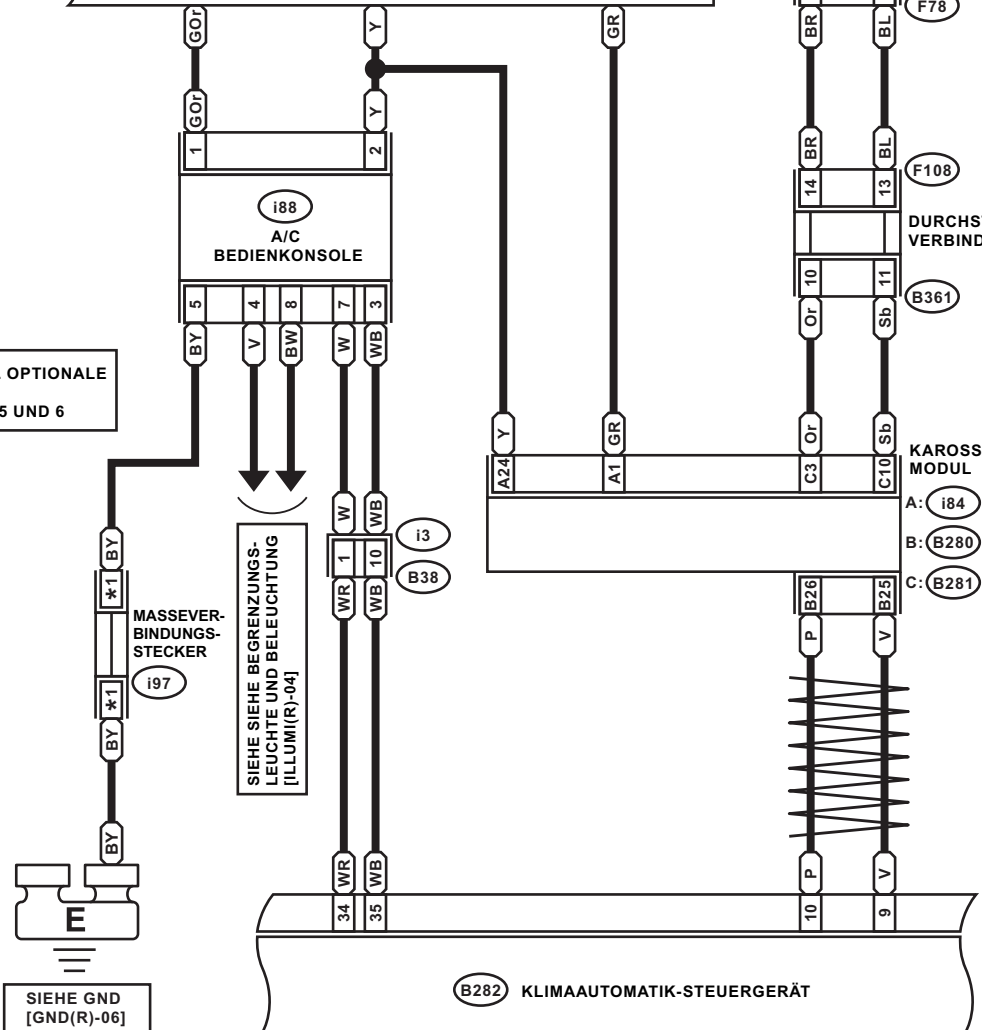 F78
GOr
Y
GR
BR
BL
GOr
Y
BR
BL
1
2
14
13
F108
i88
A/C
BEDIENKONSOLE
DURCHST
VERBIND
5
4
8
7
3
10
11
B361
BY
V
BW
W
WB
Or
Sb
OPTIONALE
5 UND 6
Y
GR
Or
Sb
A24
A1
C3
C10
KAROSS
MODUL
A: i84
B: B280
C: B281
W
WB
i3
1
10
B38
WR
WB
BY
*1
MASSEVER-
BINDUNGS-
STECKER
i97
*1
BY
SIEHE SIEHE BEGRENZUNGS-
LEUCHTE UND BELEUCHTUNG
[ILLUMI(R)-04]
B26
B25
P
V
BY
WR
WB
P
V
34
35
10
9
E
B282 KLIMAAUTOMATIK-STEUERGERÄT
SIEHE GND
[GND(R)-06]